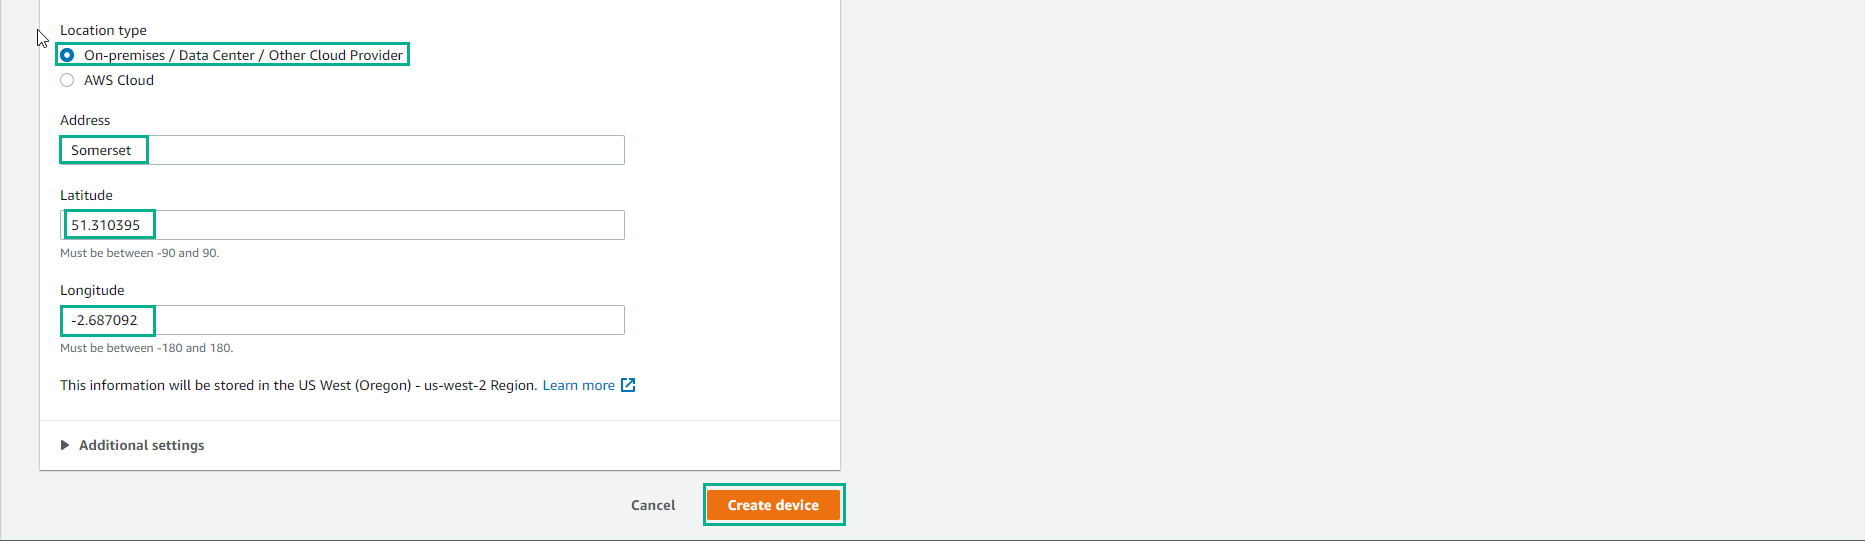 Location type
On-premises / Data Center / Other Cloud Provider
AWS Cloud
Address
Somerset
Latitude
51.310395
Must be between -90 and 90.
Longitude
-2.687092
Must be between -180 and 180.
This information will be stored in the US West (Oregon) - us-west-2 Region. Learn more
Additional settings
Cancel
Create device